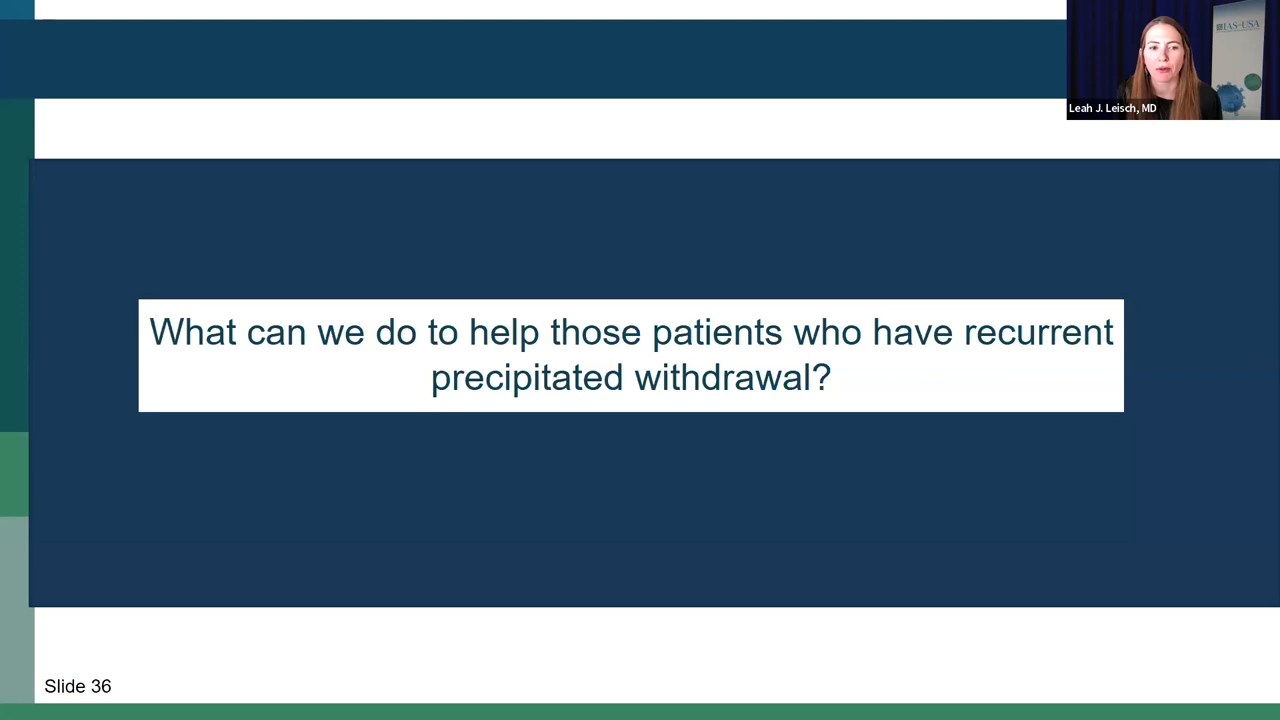 IAS-USA
Leah J. Leisch, MD
What can we do to help those patients who have recurrent
precipitated withdrawal?
Slide 36